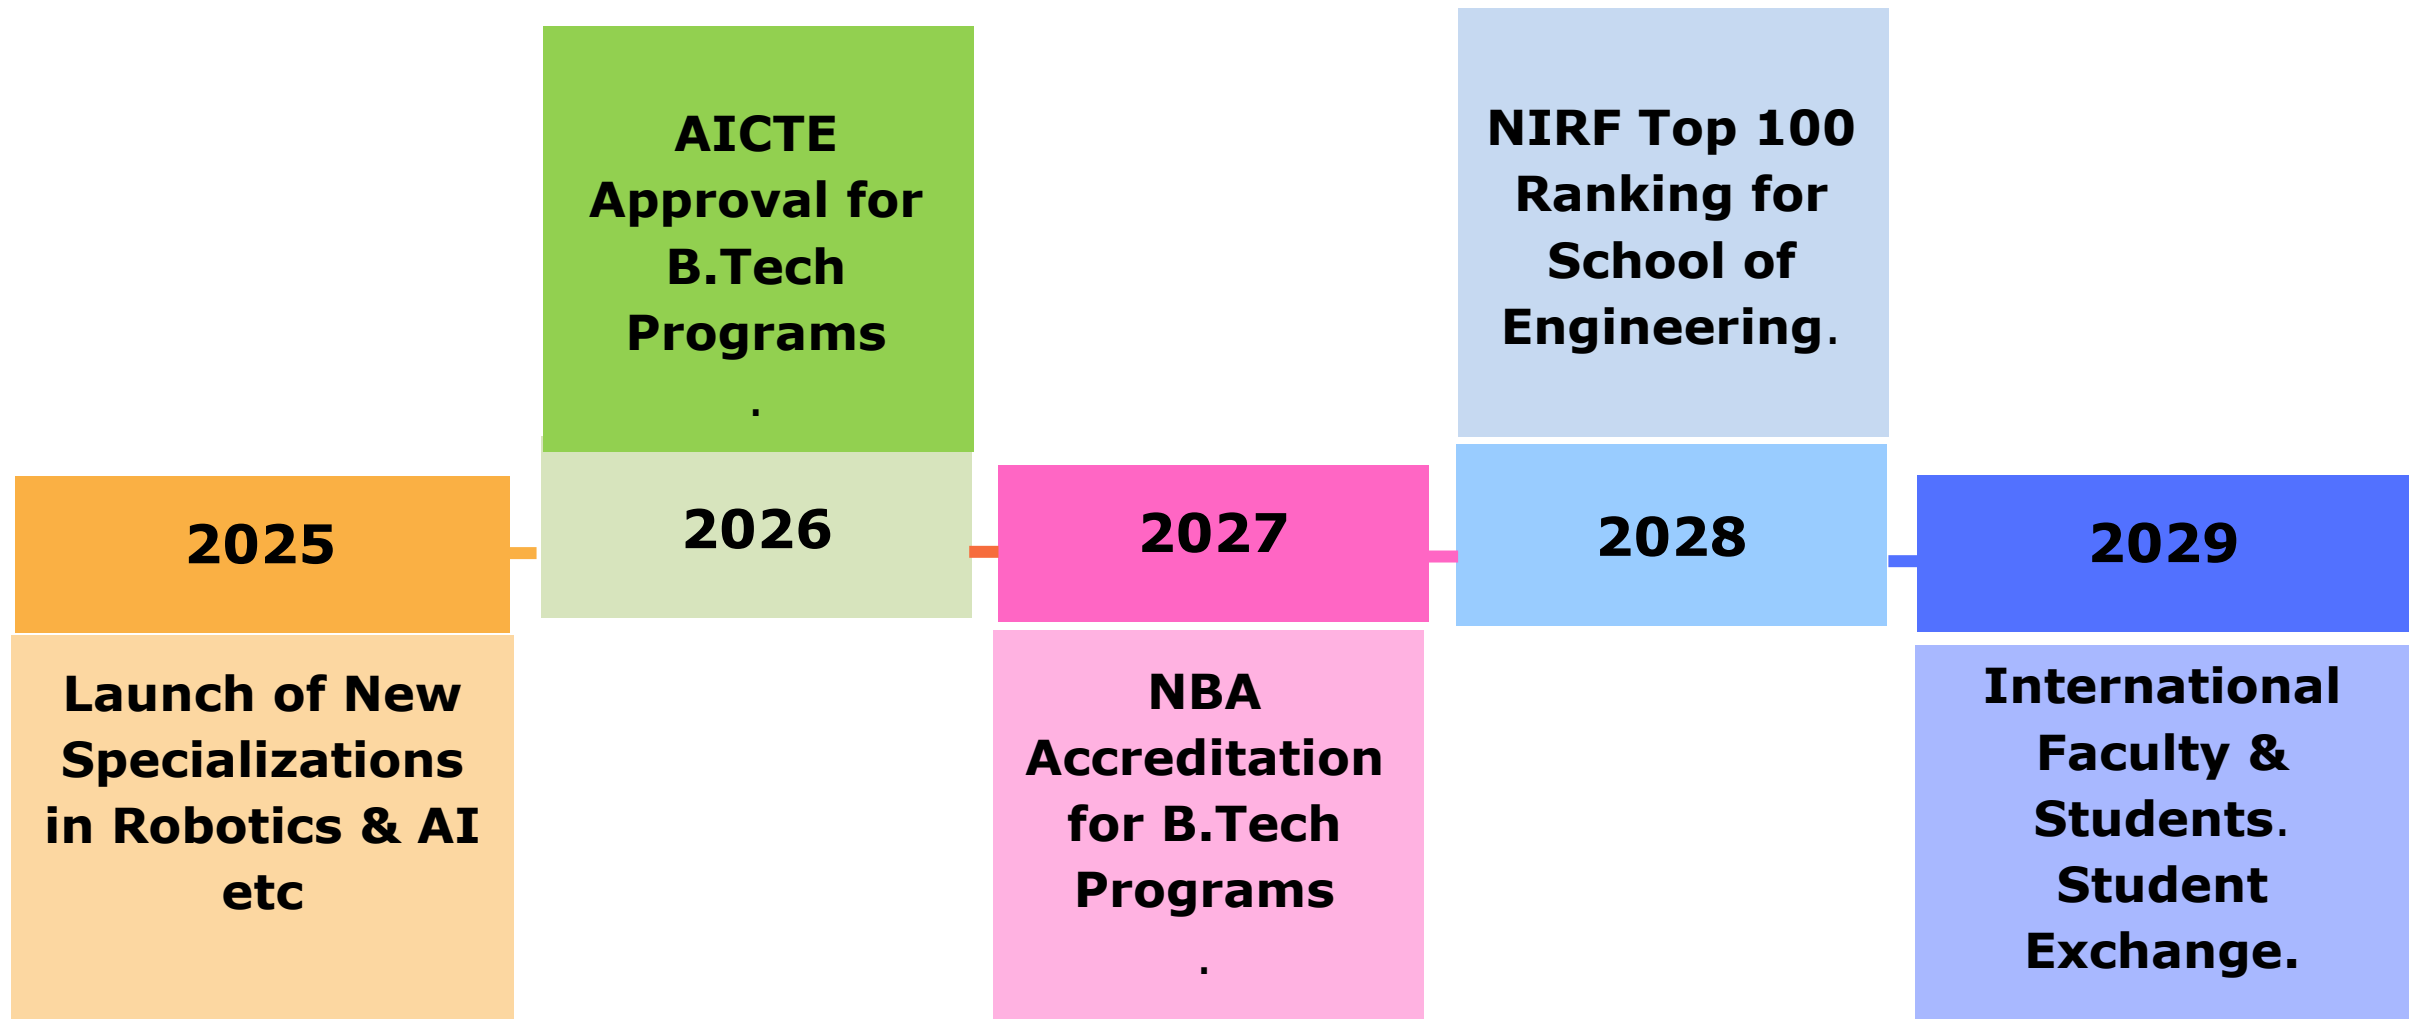 2025
Launch of New
Specializations
in Robotics & AI
etc
AICTE
Approval for
B.Tech
Programs
.
2026
2027
NBA
Accreditation
for B.Tech
Programs
.
NIRF Top 100
Ranking for
School of
Engineering.
2028
2029
International
Faculty &
Students.
Student
Exchange.